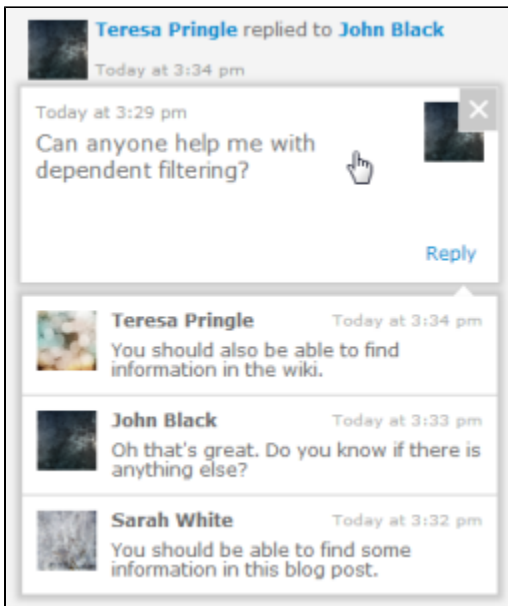 Teresa Pringle replied to John Black
Today at 3:34 pm
Today at 3:29 pm
Can anyone help me with
dependent filtering?
Reply
Teresa Pringle Today at 3:34 pm
You should also be able to find
information in the wiki.
John Black Today at 3:33 pm
Oh that's great. Do you know if there is
anything else?
Sarah White Today at 3:32 pm
You should be able to find some
information in this blog post.